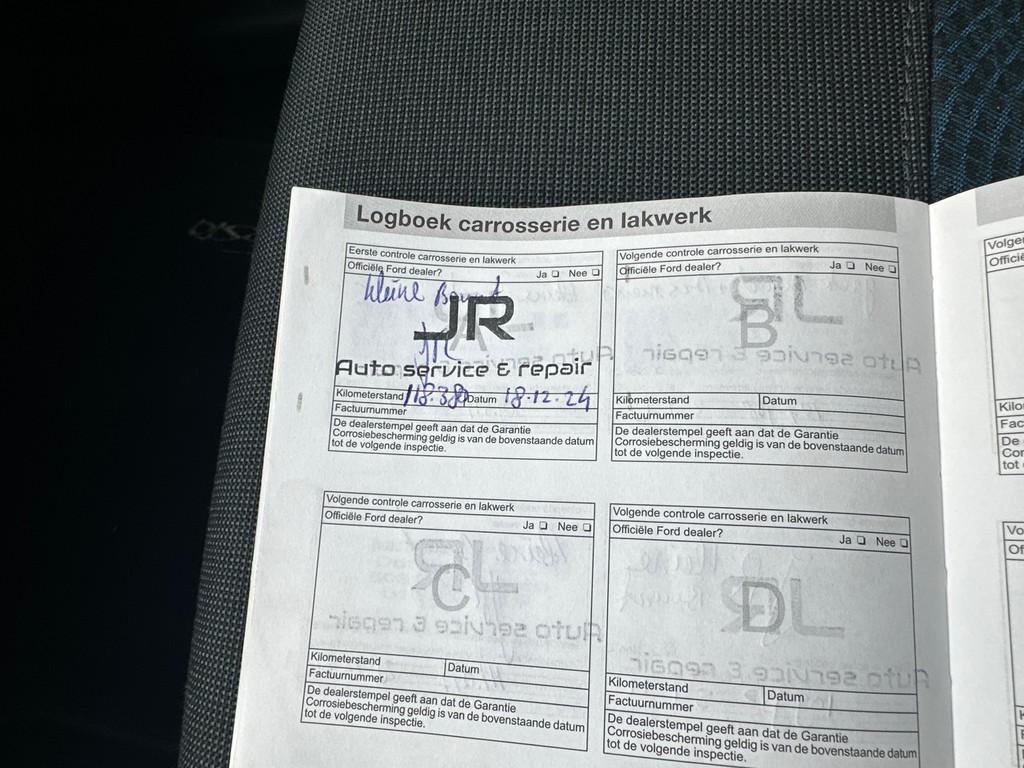 Logboek carrosserie en lakwerk
Eerste controle carrosserie en lakwerk
Officiële Ford dealer? Ja ☐ Nee ☐
kleine Beurt
JR
Auto service & repair
Kilometerstand Datum 18-12-24
Factuurnummer
De dealerstempel geeft aan dat de Garantie
Corrosiebescherming geldig is van de bovenstaande datum
tot de volgende inspectie.
Volgende controle carrosserie en lakwerk
Officiële Ford dealer? Ja ☐ Nee ☐
B
Kilometerstand Datum
Factuurnummer
De dealerstempel geeft aan dat de Garantie
Corrosiebescherming geldig is van de bovenstaande datum
tot de volgende inspectie.
Volgende controle carrosserie en lakwerk
Officiële Ford dealer? Ja ☐ Nee ☐
C
Kilometerstand Datum
Factuurnummer
De dealerstempel geeft aan dat de Garantie
Corrosiebescherming geldig is van de bovenstaande datum
tot de volgende inspectie.
Volgende controle carrosserie en lakwerk
Officiële Ford dealer? Ja ☐ Nee ☐
D
Kilometerstand Datum
Factuurnummer
De dealerstempel geeft aan dat de Garantie
Corrosiebescherming geldig is van de bovenstaande datum
tot de volgende inspectie.